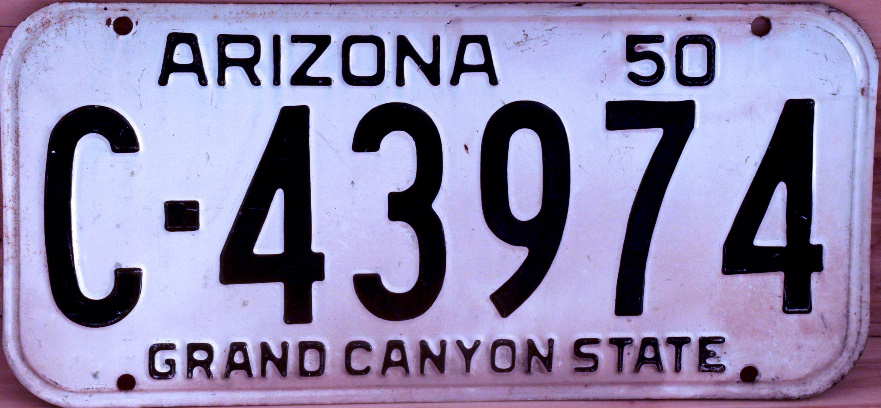 ARIZONA 50
C-43974
GRAND CANYON STATE